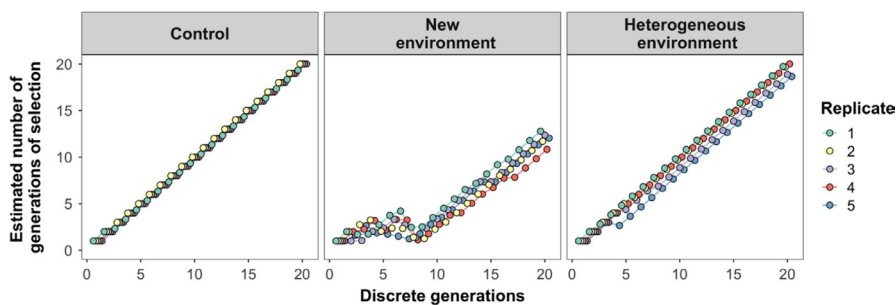 Control
New
environment
Heterogeneous
environment
Estimated number of
generations of selection
20
15
10
5
0
0 5 10 15 20
0 5 10 15 20
0 5 10 15 20
Discrete generations
Replicate
1
2
3
4
5